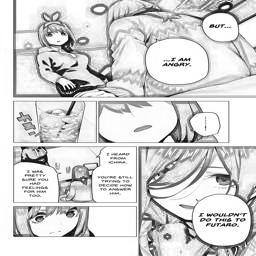 BUT...
...I AM
ANGRY.
...
I HEARD
FROM
ICHIKA.
YOU'RE STILL
TRYING TO
DECIDE HOW
TO ANSWER
HIM.
I WAS
PRETTY
SURE YOU
HAD
FEELINGS
FOR HIM
TOO.
I WOULDN'T
DO THIS TO
FUTARO.